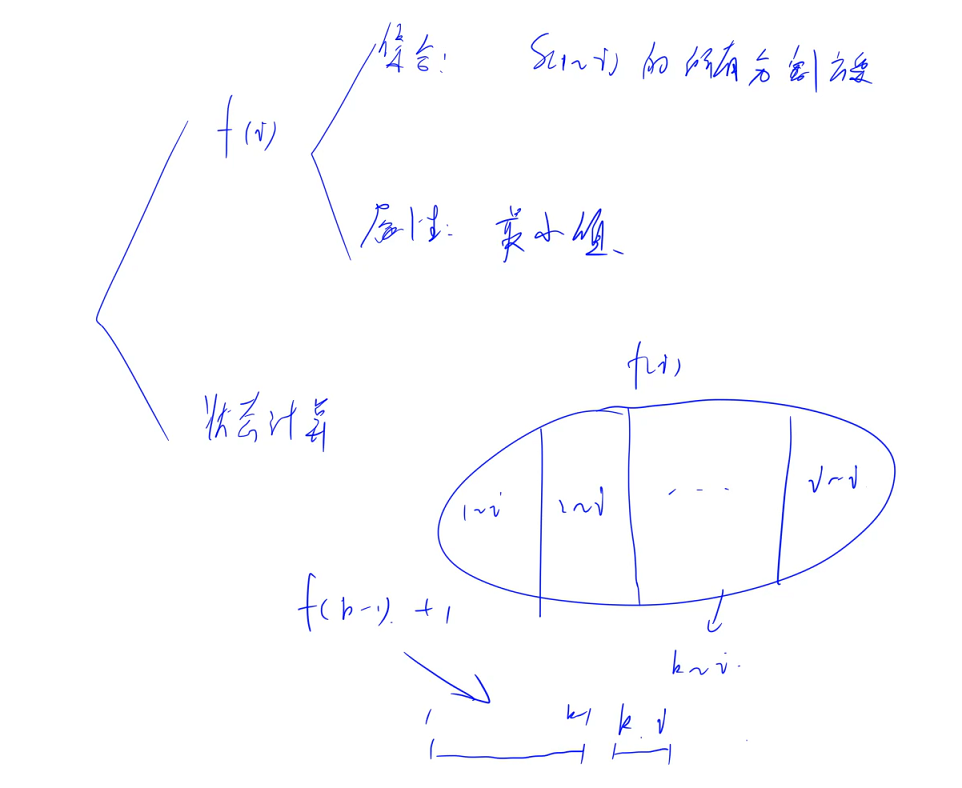 集合: S(1~i) 的所有分割方案
f(i)
属性: 最小值、
f(i)
状态计算
1~i 2~i ... i~i
f(k-1) + 1
k~i.
1 k-1 k i